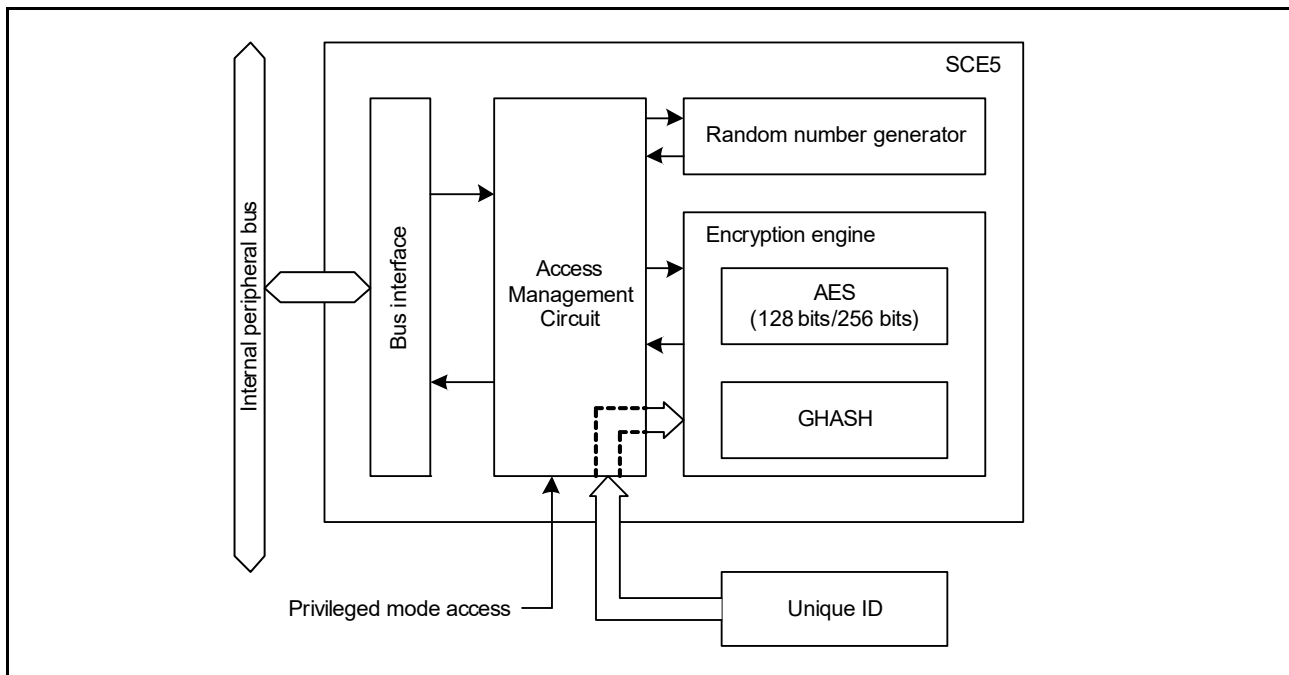 SCE5
Internal peripheral bus
Bus interface
Access
Management
Circuit
Random number generator
Encryption engine
AES
(128 bits/256 bits)
GHASH
Privileged mode access
Unique ID